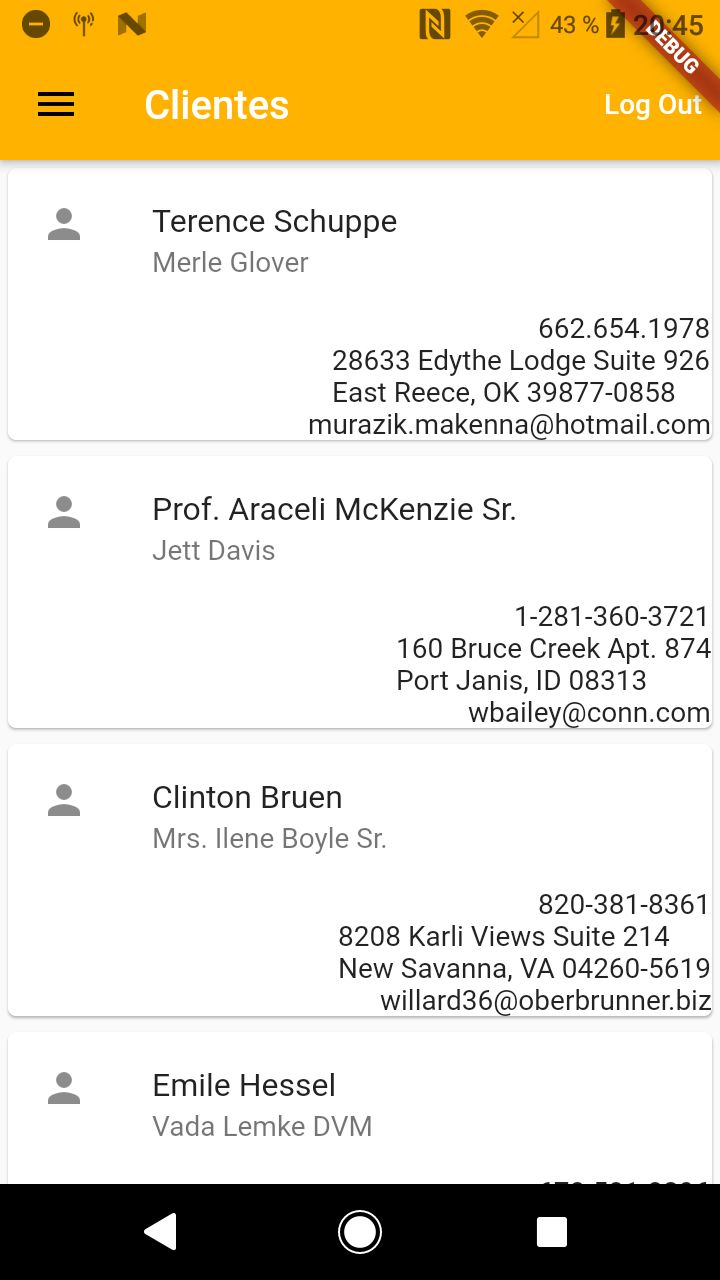 43 % 20:45
DEBUG
Clientes
Log Out
Terence Schuppe
Merle Glover
662.654.1978
28633 Edythe Lodge Suite 926
East Reece, OK 39877-0858
murazik.makenna@hotmail.com
Prof. Araceli McKenzie Sr.
Jett Davis
1-281-360-3721
160 Bruce Creek Apt. 874
Port Janis, ID 08313
wbailey@conn.com
Clinton Bruen
Mrs. Ilene Boyle Sr.
820-381-8361
8208 Karli Views Suite 214
New Savanna, VA 04260-5619
willard36@oberbrunner.biz
Emile Hessel
Vada Lemke DVM